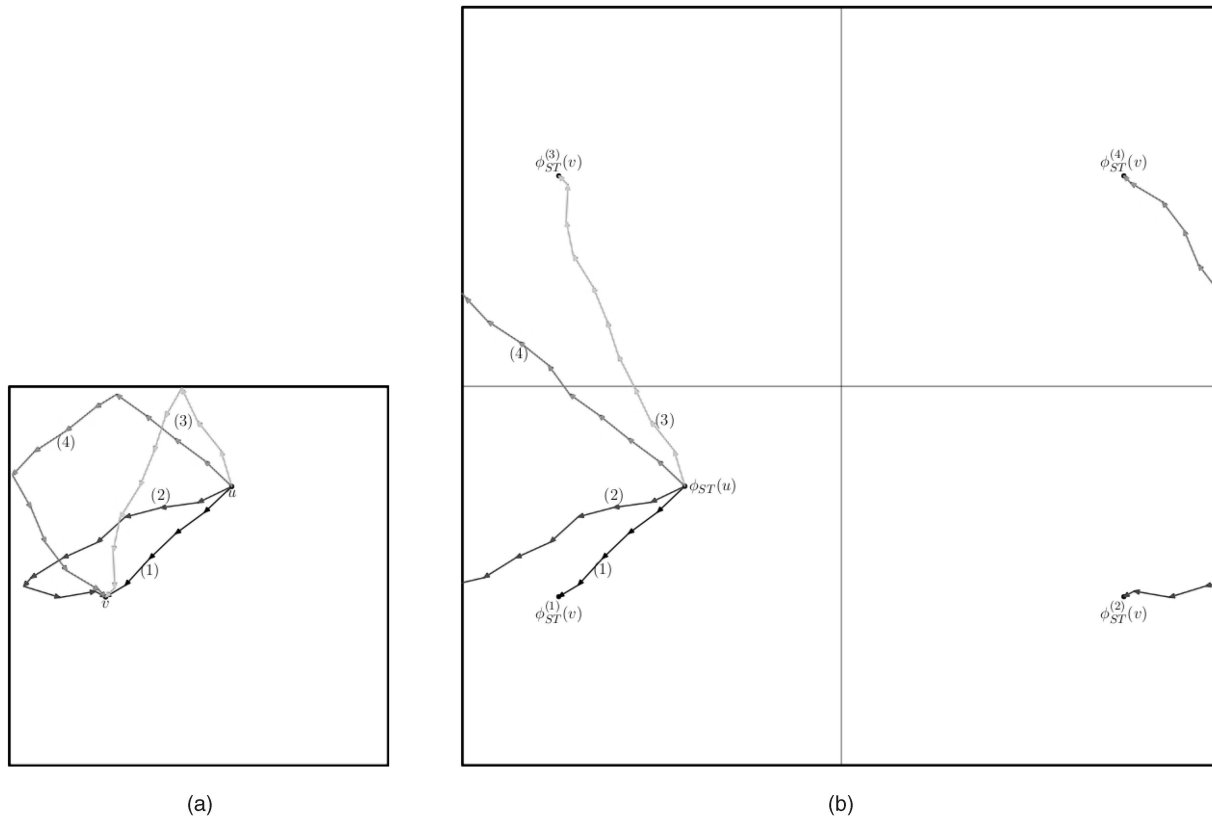 ϕ_{ST}^{(3)}(v)
ϕ_{ST}^{(4)}(v)
(4)
(3)
(3)
(4)
(2)
u
ϕ_{ST}(u)
(2)
(1)
(1)
v
ϕ_{ST}^{(1)}(v)
ϕ_{ST}^{(2)}(v)
(a)
(b)